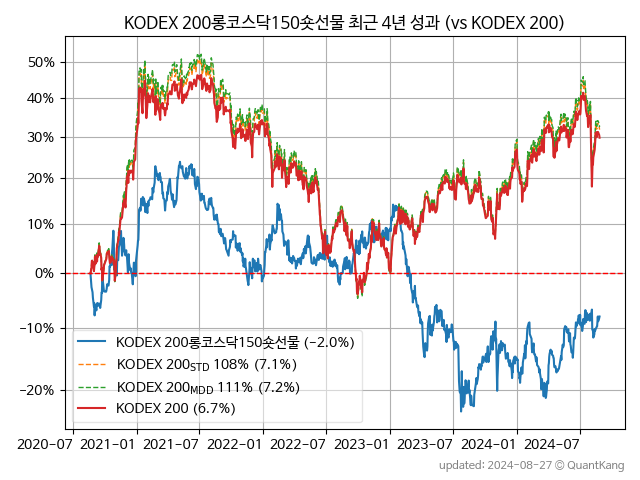 KODEX 200롱코스닥150숏선물 최근 4년 성과 (vs KODEX 200)
50%
40%
30%
20%
10%
0%
−10%
−20%
KODEX 200롱코스닥150숏선물 (-2.0%)
KODEX 200STD 108% (7.1%)
KODEX 200MDD 111% (7.2%)
KODEX 200 (6.7%)
2020-07 2021-01 2021-07 2022-01 2022-07 2023-01 2023-07 2024-01 2024-07
updated: 2024-08-27 © QuantKang